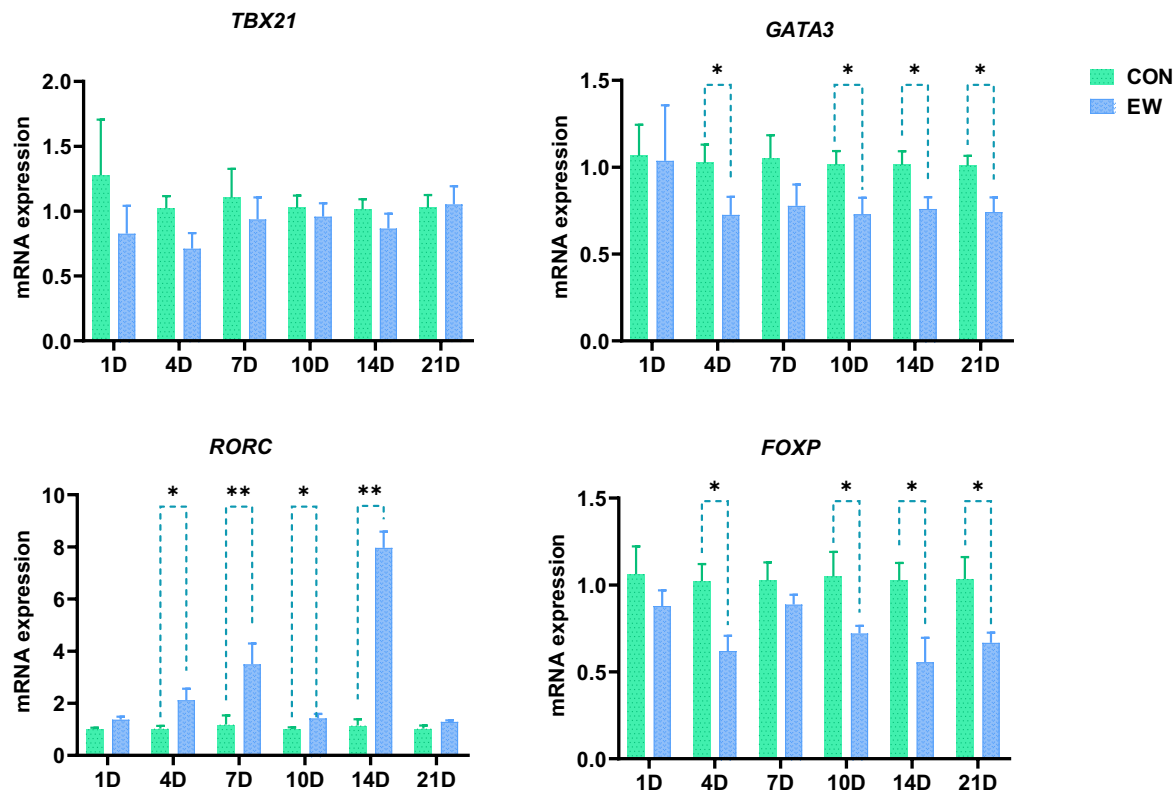 TBX21
mRNA expression
2.0
1.5
1.0
0.5
0.0
1D 4D 7D 10D 14D 21D
GATA3
mRNA expression
1.5
1.0
0.5
0.0
* * * *
1D 4D 7D 10D 14D 21D
CON
EW
RORC
mRNA expression
10
8
6
4
2
0
* ** * **
1D 4D 7D 10D 14D 21D
FOXP
mRNA expression
1.5
1.0
0.5
0.0
* * * *
1D 4D 7D 10D 14D 21D